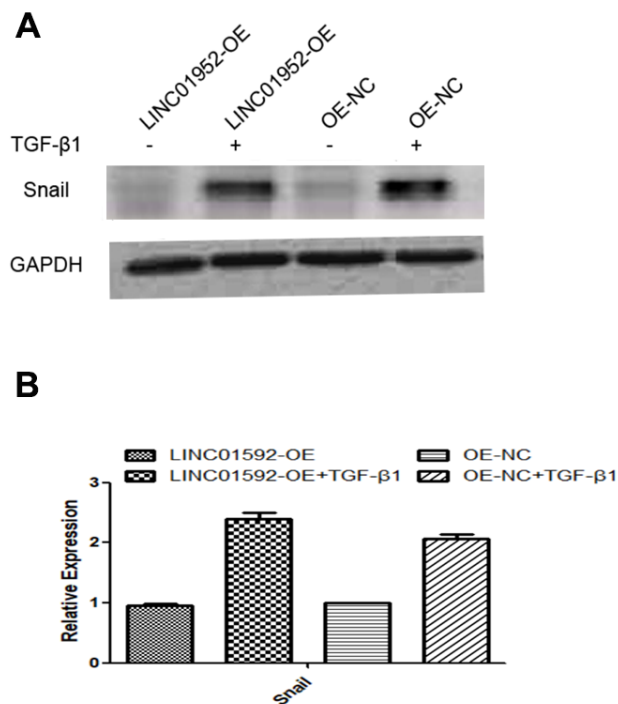 A
LINC01952-OE LINC01952-OE OE-NC OE-NC
TGF-β1 - + - +
Snail
GAPDH
B
LINC01592-OE OE-NC
LINC01592-OE+TGF-β1 OE-NC+TGF-β1
Relative Expression
3
2
1
0
Snail